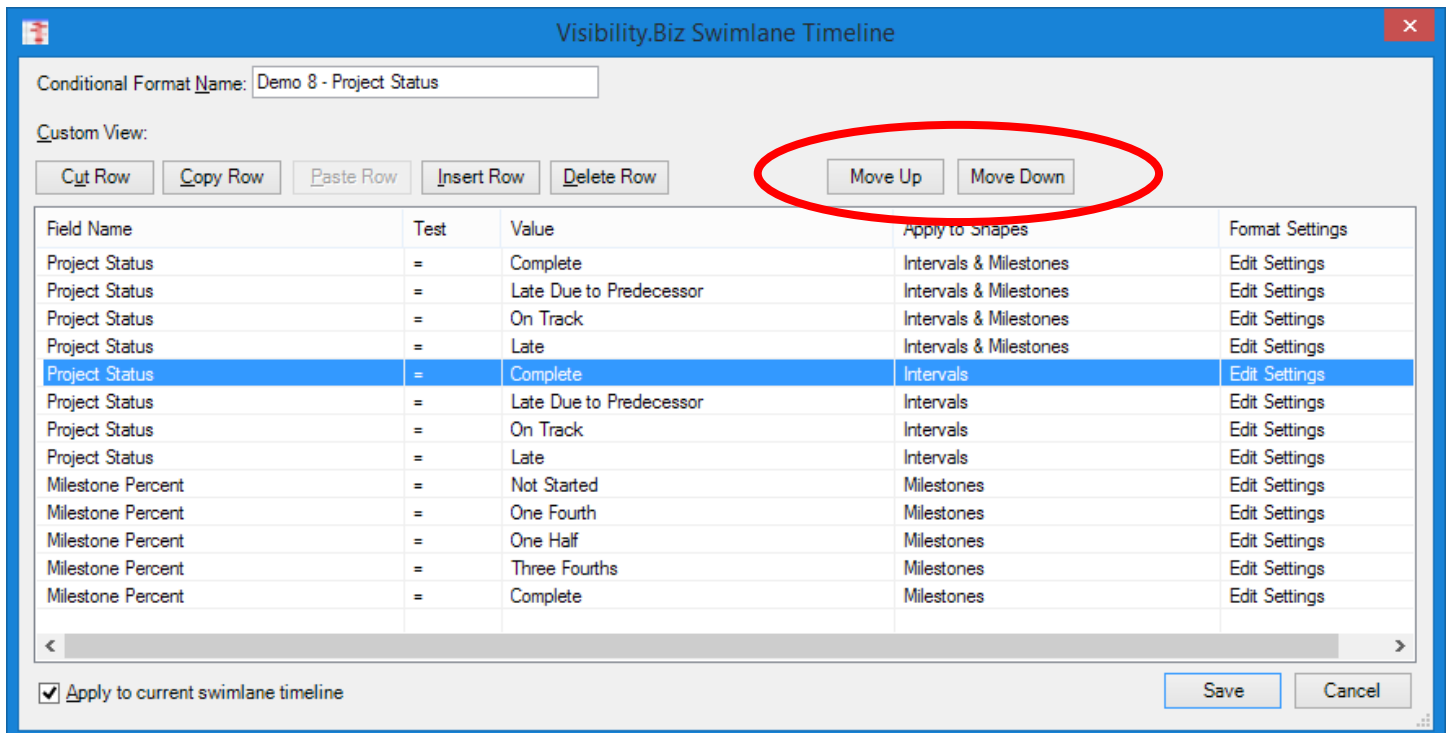 Visibility.Biz Swimlane Timeline
Conditional Format Name: Demo 8 - Project Status
Custom View:
Cut Row Copy Row Paste Row Insert Row Delete Row Move Up Move Down
Field Name Test Value Apply to Shapes Format Settings
Project Status = Complete Intervals & Milestones Edit Settings
Project Status = Late Due to Predecessor Intervals & Milestones Edit Settings
Project Status = On Track Intervals & Milestones Edit Settings
Project Status = Late Intervals & Milestones Edit Settings
Project Status = Complete Intervals Edit Settings
Project Status = Late Due to Predecessor Intervals Edit Settings
Project Status = On Track Intervals Edit Settings
Project Status = Late Intervals Edit Settings
Milestone Percent = Not Started Milestones Edit Settings
Milestone Percent = One Fourth Milestones Edit Settings
Milestone Percent = One Half Milestones Edit Settings
Milestone Percent = Three Fourths Milestones Edit Settings
Milestone Percent = Complete Milestones Edit Settings
Apply to current swimlane timeline Save Cancel